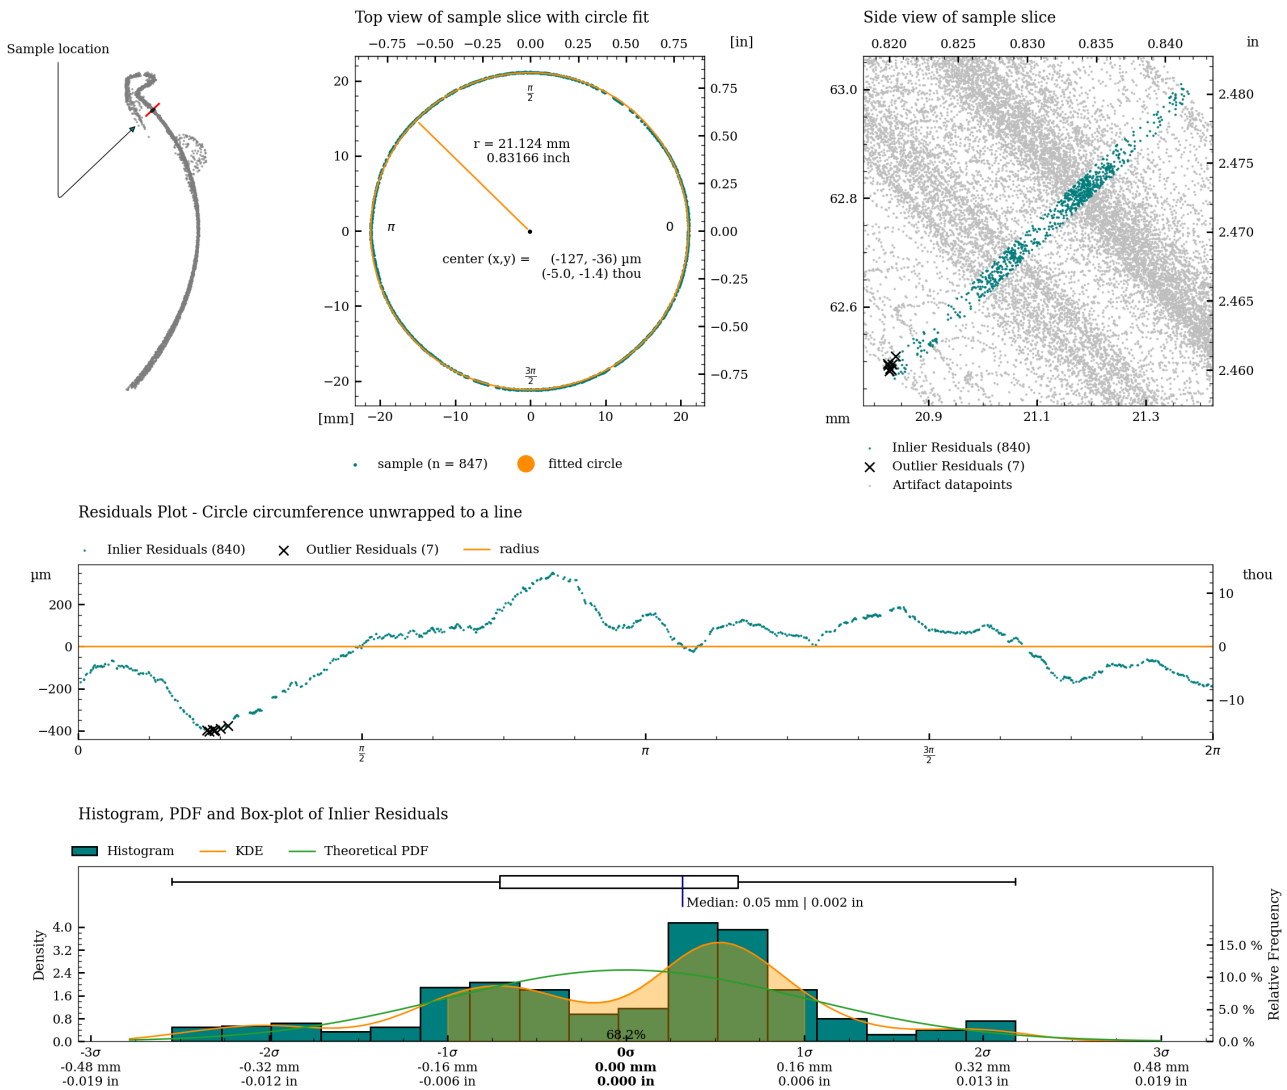 Sample location
Top view of sample slice with circle fit
−0.75 −0.50 −0.25 0.00 0.25 0.50 0.75 [in]
20
10
0
−10
−20
[mm]
π/2
r = 21.124 mm
0.83166 inch
π
0
center (x,y) = (-127, -36) µm
(-5.0, -1.4) thou
3π/2
0.75
0.50
0.25
0.00
−0.25
−0.50
−0.75
−20 −10 0 10 20
sample (n = 847) fitted circle
Side view of sample slice
0.820 0.825 0.830 0.835 0.840 in
63.0
62.8
62.6
mm
2.480
2.475
2.470
2.465
2.460
20.9 21.1 21.3
Inlier Residuals (840)
Outlier Residuals (7)
Artifact datapoints
Residuals Plot - Circle circumference unwrapped to a line
Inlier Residuals (840) Outlier Residuals (7) radius
µm
200
0
−200
−400
thou
10
0
−10
0 π/2 π 3π/2 2π
Histogram, PDF and Box-plot of Inlier Residuals
Histogram KDE Theoretical PDF
Median: 0.05 mm | 0.002 in
Density
4.0
3.2
2.4
1.6
0.8
0.0
68.2%
Relative Frequency
15.0 %
10.0 %
5.0 %
0.0 %
-3σ -2σ -1σ 0σ 1σ 2σ 3σ
-0.48 mm -0.32 mm -0.16 mm 0.00 mm 0.16 mm 0.32 mm 0.48 mm
-0.019 in -0.012 in -0.006 in 0.000 in 0.006 in 0.013 in 0.019 in